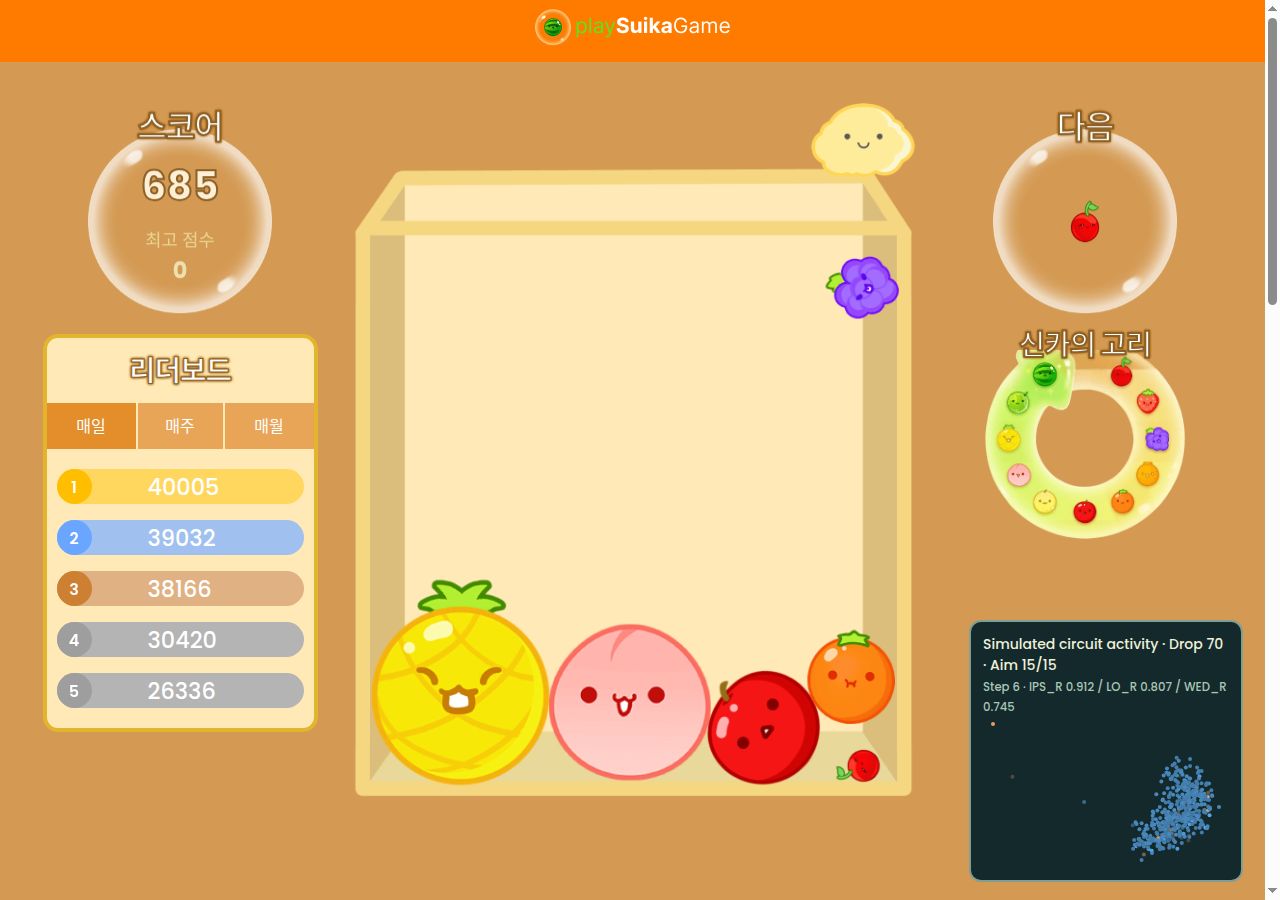 playSuikaGame
스코어
685
최고 점수
0
리더보드
매일 매주 매월
1 40005
2 39032
3 38166
4 30420
5 26336
다음
신카의 고리
Simulated circuit activity · Drop 70
· Aim 15/15
Step 6 · IPS_R 0.912 / LO_R 0.807 / WED_R
0.745